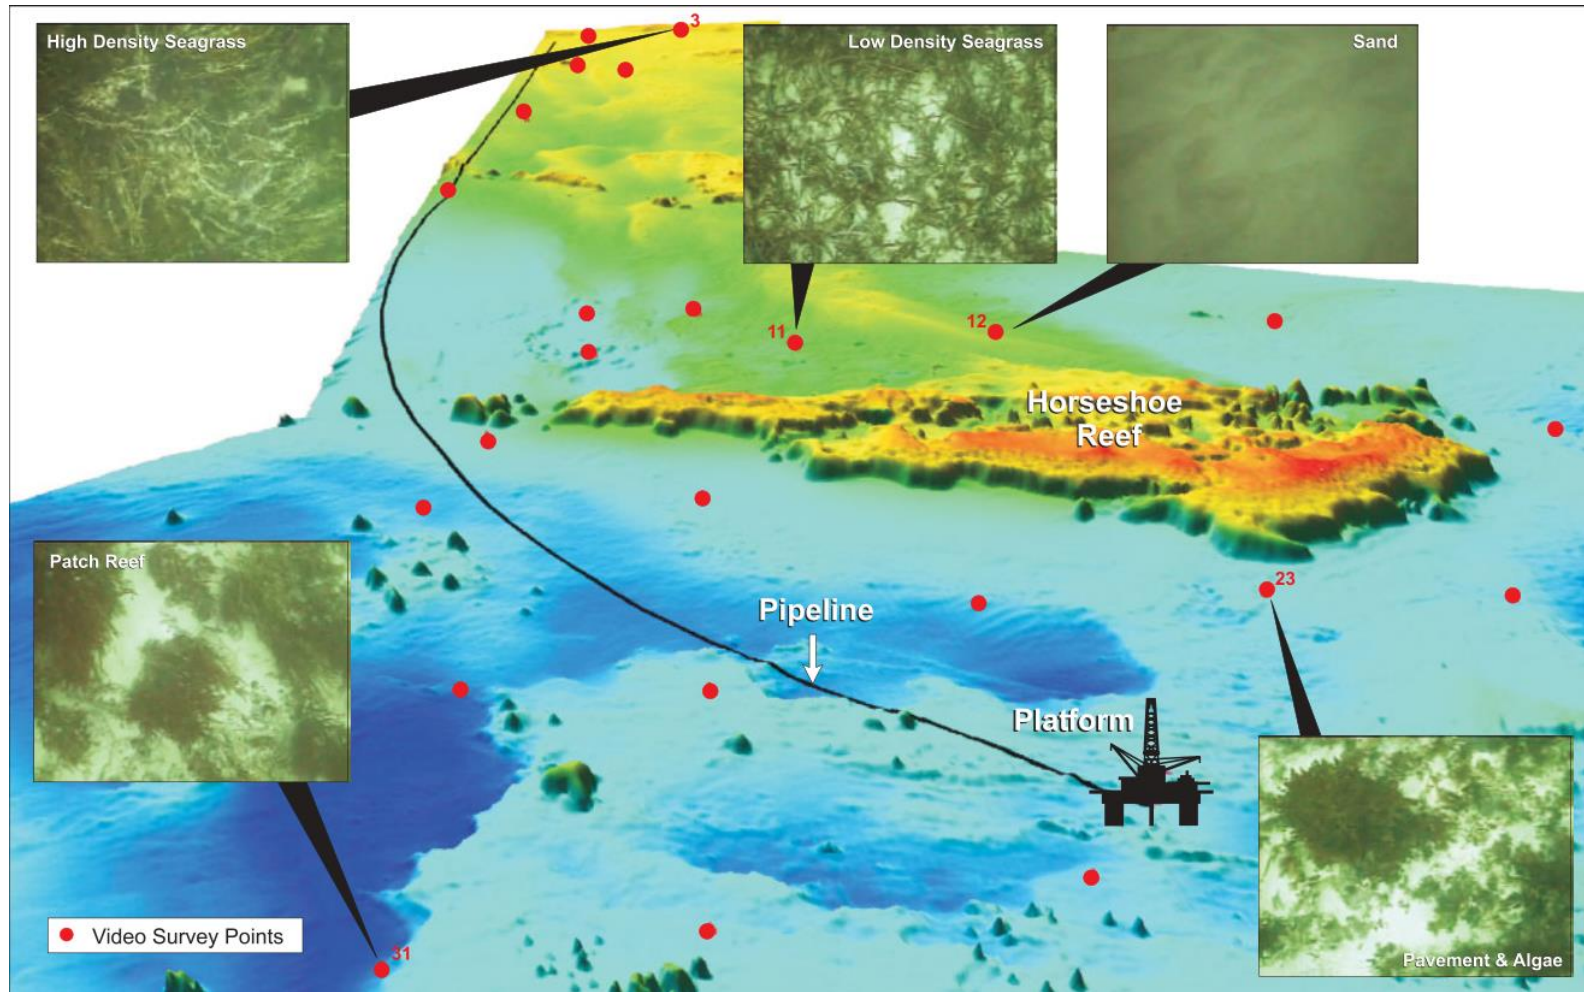 High Density Seagrass
3
Low Density Seagrass
Sand
11
12
Horseshoe
Reef
Patch Reef
23
Pipeline
Platform
Video Survey Points
31
Pavement & Algae